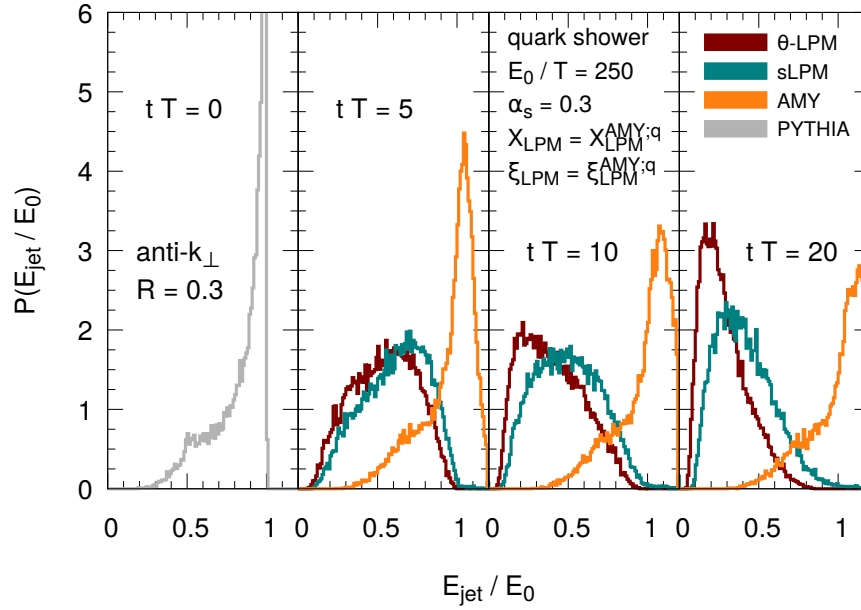 6
5
4
3
2
1
0
P(E_jet / E_0)
t T = 0
anti-k_⊥
R = 0.3
t T = 5
quark shower
E_0 / T = 250
α_s = 0.3
X_LPM = X_LPM^AMY;q
ξ_LPM = ξ_LPM^AMY;q
t T = 10
θ-LPM
sLPM
AMY
PYTHIA
t T = 20
0 0.5 1 0 0.5 1 0 0.5 1 0 0.5 1
E_jet / E_0